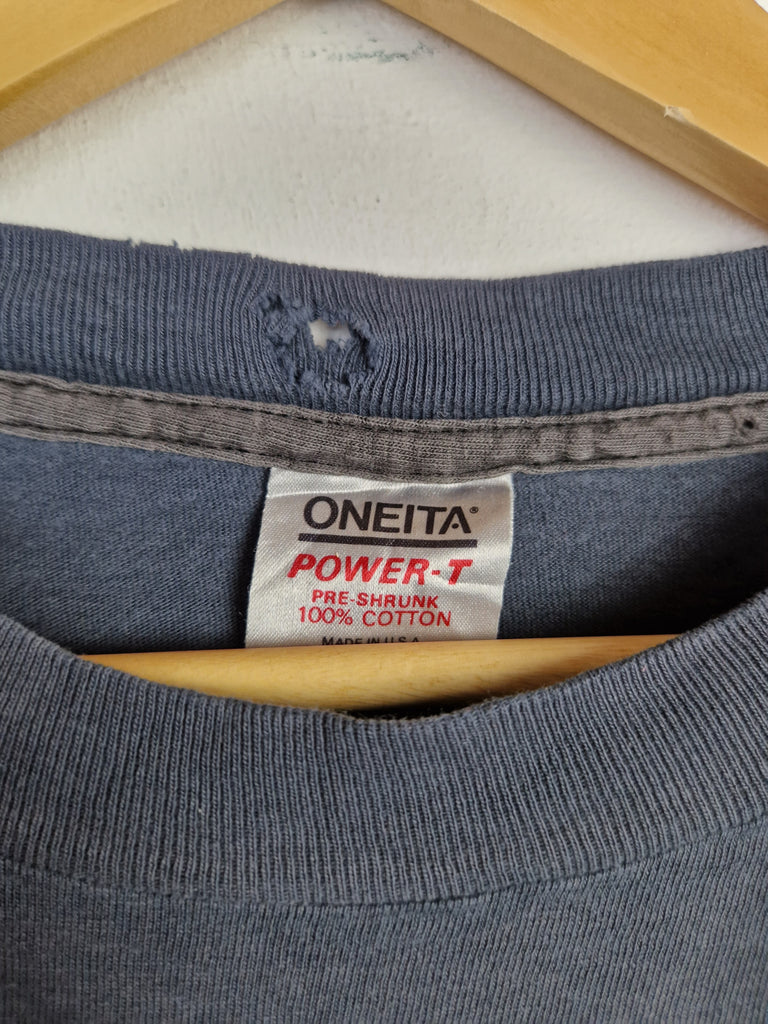 ONEITA®
POWER-T
PRE-SHRUNK
100% COTTON
MADE IN U.S.A.